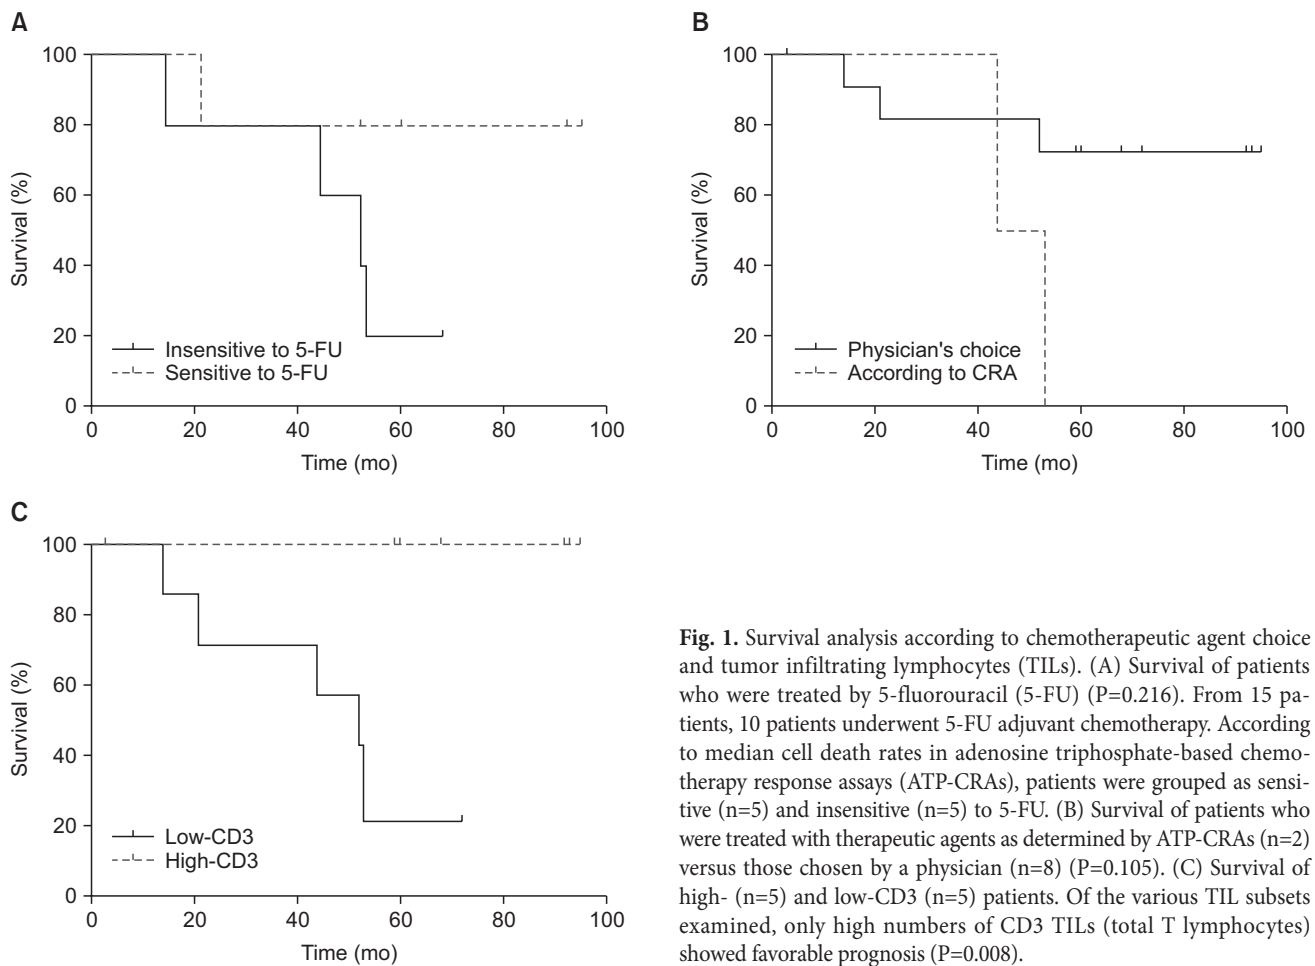 A
100
80
60
40
20
0
Survival (%)
Insensitive to 5-FU
Sensitive to 5-FU
0 20 40 60 80 100
Time (mo)
B
100
80
60
40
20
0
Survival (%)
Physician's choice
According to CRA
0 20 40 60 80 100
Time (mo)
C
100
80
60
40
20
0
Survival (%)
Low-CD3
High-CD3
0 20 40 60 80 100
Time (mo)
Fig. 1. Survival analysis according to chemotherapeutic agent choice
and tumor infiltrating lymphocytes (TILs). (A) Survival of patients
who were treated by 5-fluorouracil (5-FU) (P=0.216). From 15 pa-
tients, 10 patients underwent 5-FU adjuvant chemotherapy. According
to median cell death rates in adenosine triphosphate-based chemo-
therapy response assays (ATP-CRAs), patients were grouped as sensi-
tive (n=5) and insensitive (n=5) to 5-FU. (B) Survival of patients who
were treated with therapeutic agents as determined by ATP-CRAs (n=2)
versus those chosen by a physician (n=8) (P=0.105). (C) Survival of
high- (n=5) and low-CD3 (n=5) patients. Of the various TIL subsets
examined, only high numbers of CD3 TILs (total T lymphocytes)
showed favorable prognosis (P=0.008).